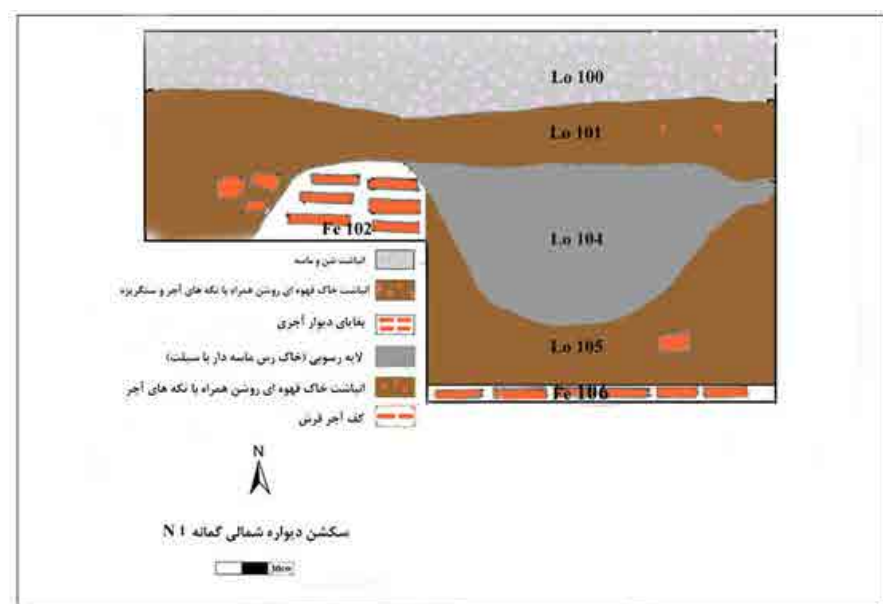 Lo 100
Lo 101
Fe 102
Lo 104
Lo 105
Fe 106
انباشت شن و ماسه
انباشت خاک قهوه ای روشن همراه با تکه های آجر و سنگریزه
بقایای دیوار آجری
لایه رسوبی (خاک رس ماسه دار با سیلت)
انباشت خاک قهوه ای روشن همراه با تکه های آجر
کف آجر فرش
N
سکشن دیواره شمالی گمانه N 1